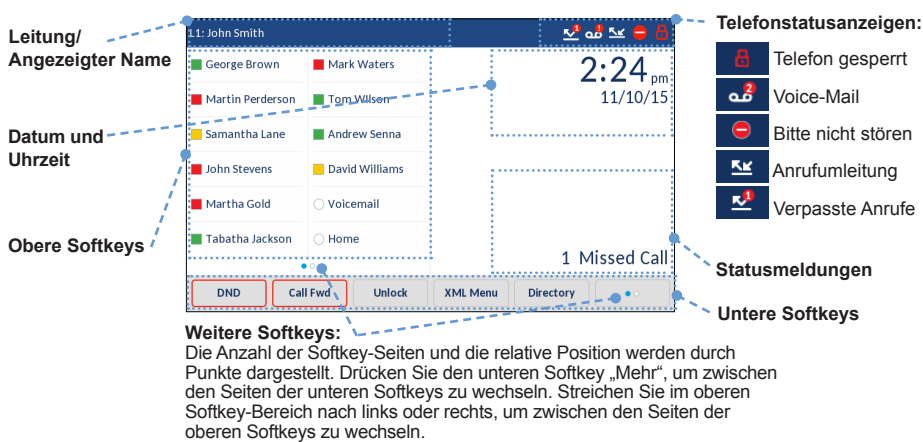 Leitung/
Angezeigter Name
Datum und
Uhrzeit
Obere Softkeys
L1: John Smith
George Brown
Mark Waters
Martin Perderson
Tom Wilson
Samantha Lane
Andrew Senna
John Stevens
David Williams
Martha Gold
Voicemail
Tabatha Jackson
Home
2:24 pm
11/10/15
1 Missed Call
DND
Call Fwd
Unlock
XML Menu
Directory
Telefonstatusanzeigen:
Telefon gesperrt
2
Voice-Mail
Bitte nicht stören
Anrufumleitung
1
Verpasste Anrufe
Statusmeldungen
Untere Softkeys
Weitere Softkeys:
Die Anzahl der Softkey-Seiten und die relative Position werden durch
Punkte dargestellt. Drücken Sie den unteren Softkey „Mehr“, um zwischen
den Seiten der unteren Softkeys zu wechseln. Streichen Sie im oberen
Softkey-Bereich nach links oder rechts, um zwischen den Seiten der
oberen Softkeys zu wechseln.